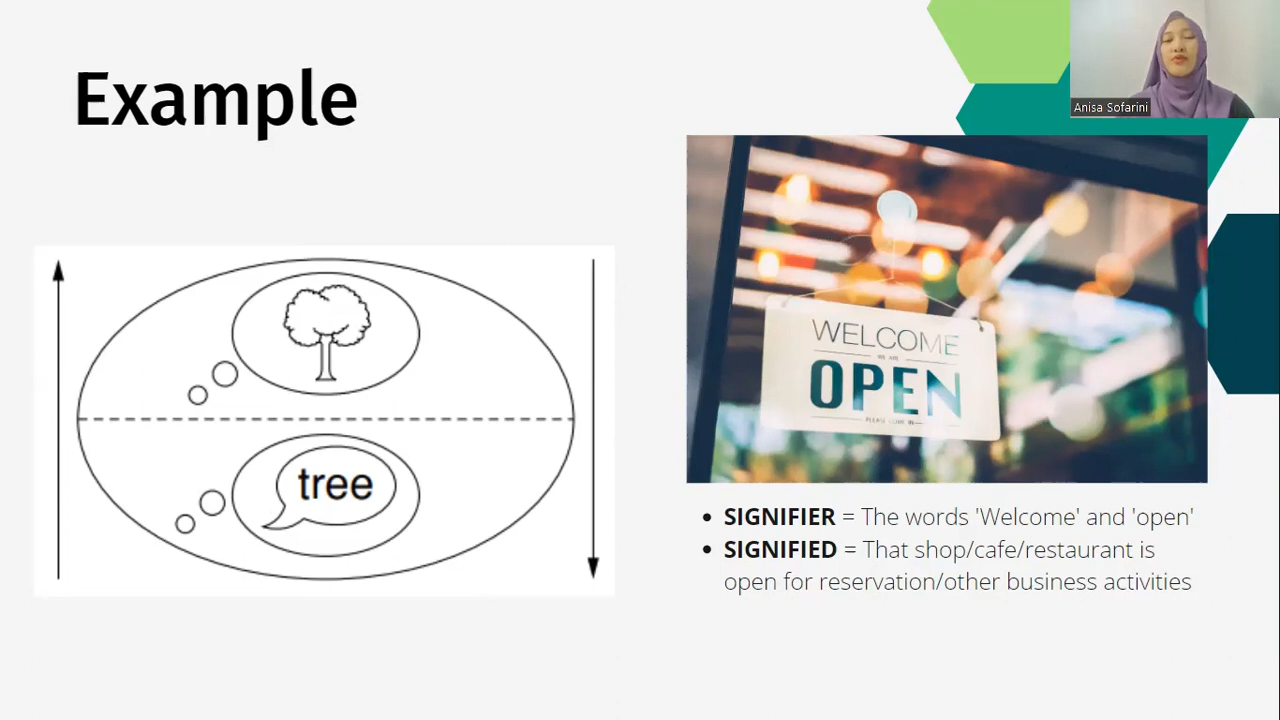 Example
Anisa Sofarini
tree
WELCOME
WE ARE
OPEN
PLEASE COME IN
• SIGNIFIER = The words 'Welcome' and 'open'
• SIGNIFIED = That shop/cafe/restaurant is
open for reservation/other business activities